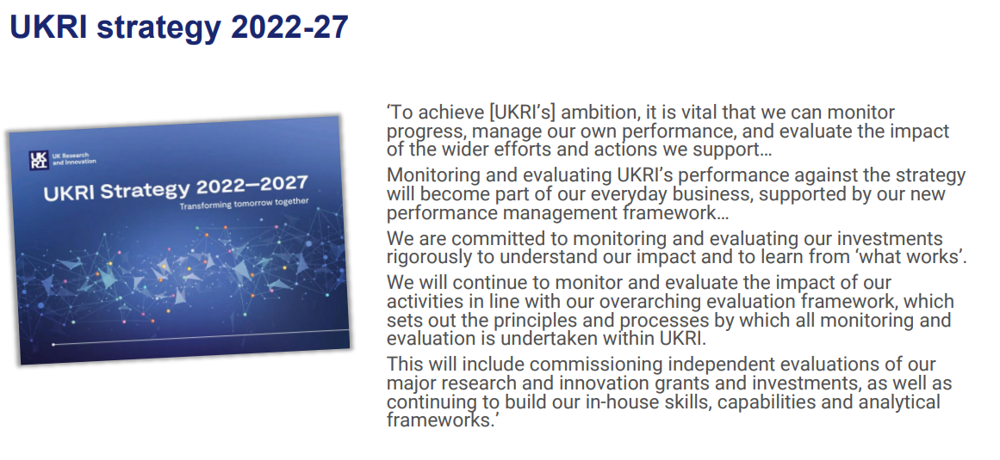 UKRI strategy 2022-27
UK
RI
UK Research
and Innovation
UKRI Strategy 2022—2027
Transforming tomorrow together
‘To achieve [UKRI’s] ambition, it is vital that we can monitor
progress, manage our own performance, and evaluate the impact
of the wider efforts and actions we support…
Monitoring and evaluating UKRI’s performance against the strategy
will become part of our everyday business, supported by our new
performance management framework…
We are committed to monitoring and evaluating our investments
rigorously to understand our impact and to learn from ‘what works’.
We will continue to monitor and evaluate the impact of our
activities in line with our overarching evaluation framework, which
sets out the principles and processes by which all monitoring and
evaluation is undertaken within UKRI.
This will include commissioning independent evaluations of our
major research and innovation grants and investments, as well as
continuing to build our in-house skills, capabilities and analytical
frameworks.’